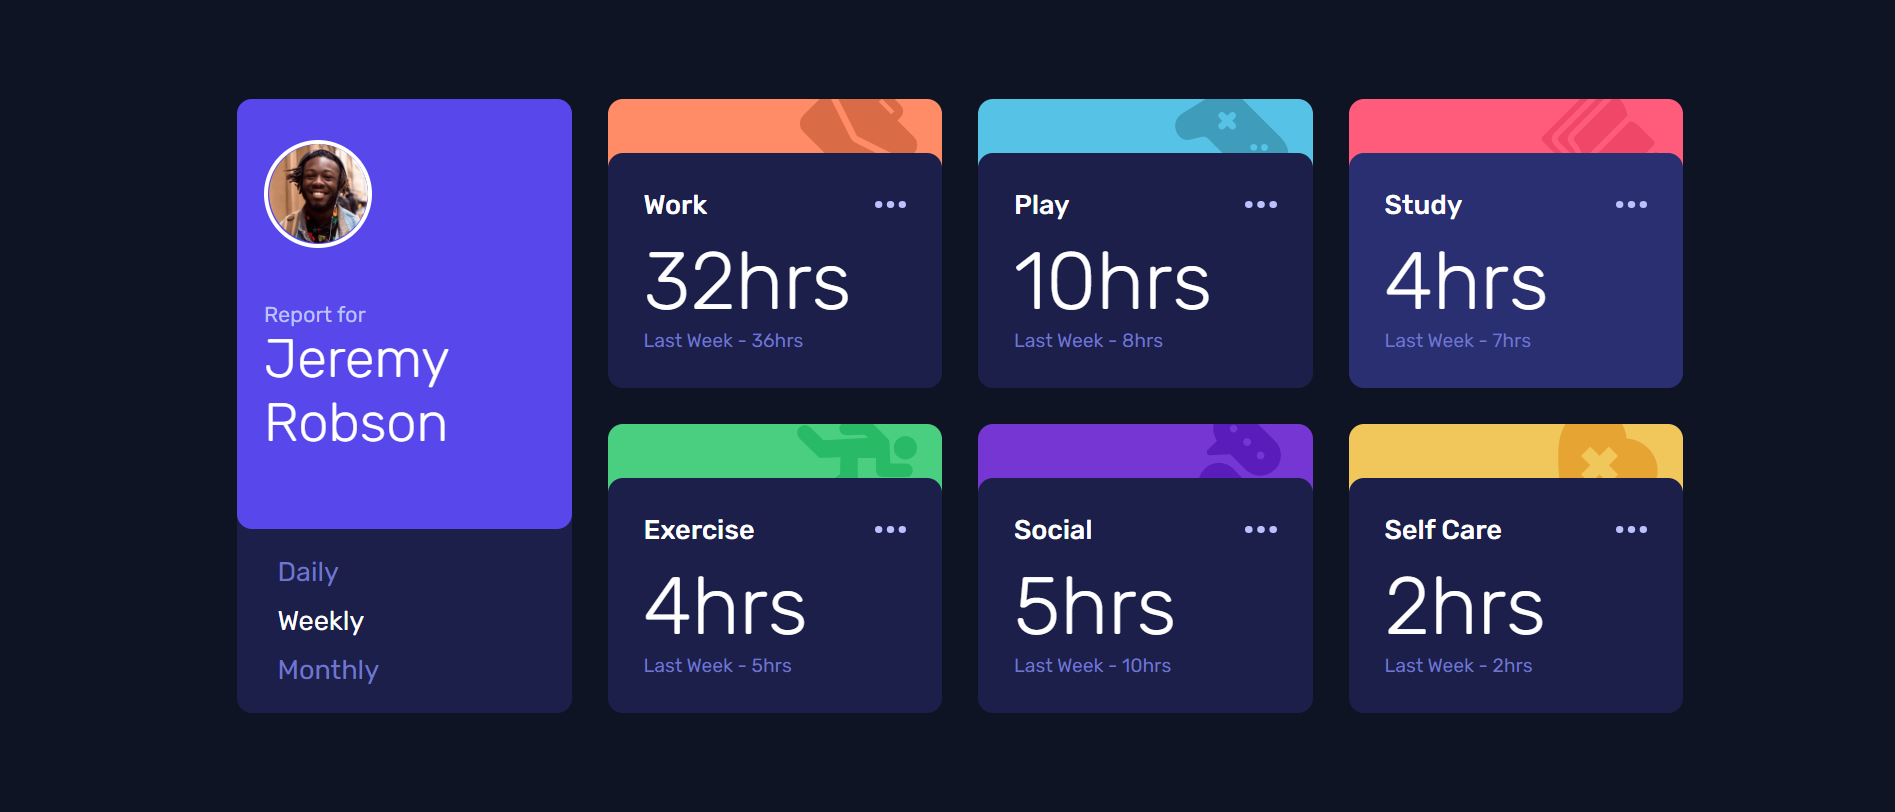 Report for
Jeremy
Robson
Daily
Weekly
Monthly
Work
32hrs
Last Week - 36hrs
Play
10hrs
Last Week - 8hrs
Study
4hrs
Last Week - 7hrs
Exercise
4hrs
Last Week - 5hrs
Social
5hrs
Last Week - 10hrs
Self Care
2hrs
Last Week - 2hrs